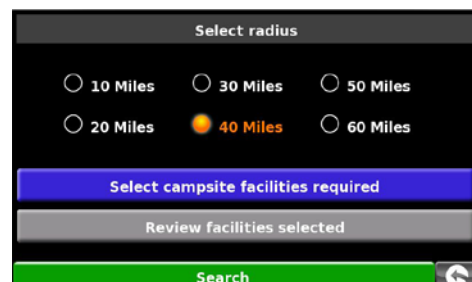 Select radius
10 Miles 30 Miles 50 Miles
20 Miles 40 Miles 60 Miles
Select campsite facilities required
Review facilities selected
Search